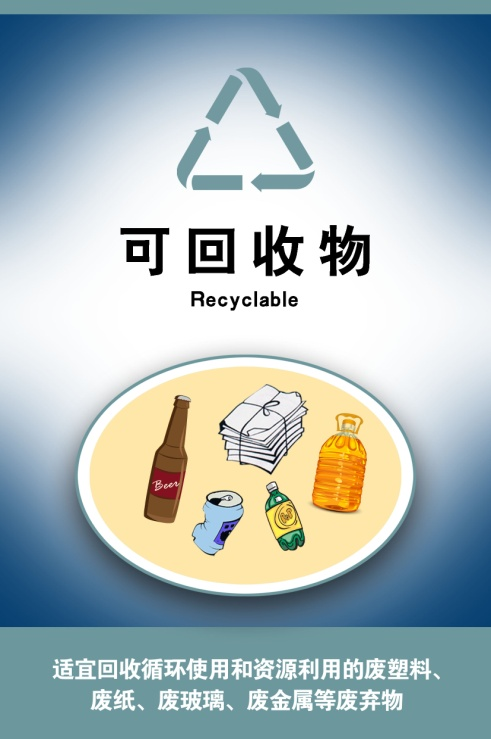 可回收物
Recyclable
Beer
适宜回收循环使用和资源利用的废塑料、
废纸、废玻璃、废金属等废弃物